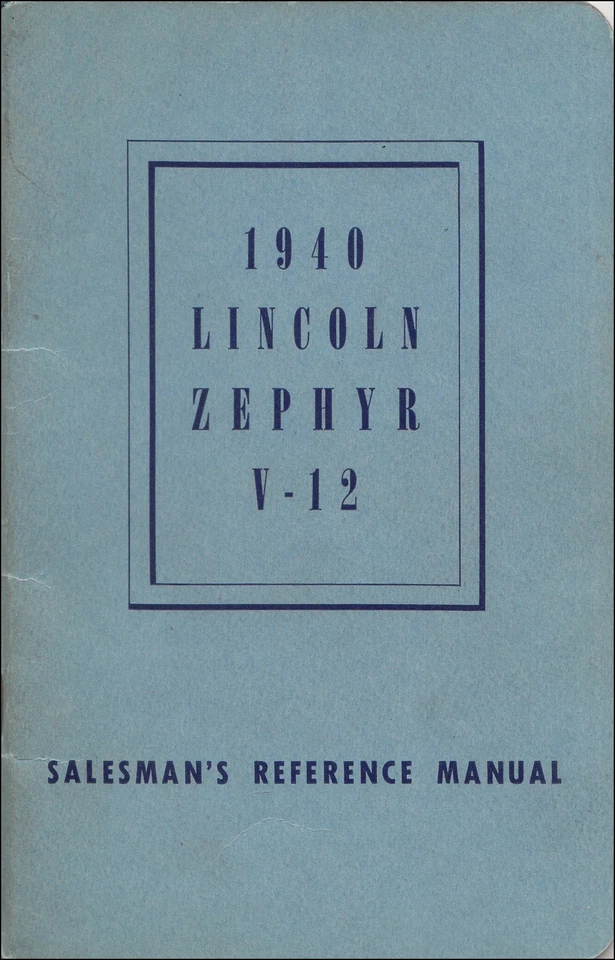 1940
LINCOLN
ZEPHYR
V-12
SALESMAN'S REFERENCE MANUAL